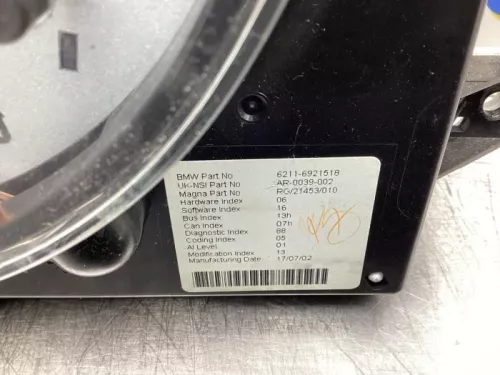 BMW Part No 6211-6921518
UK-NSI Part No AR-0039-002
Magna Part No RG/21453/010
Hardware Index 06
Software Index 16
Bus Index 13h
Can Index 07h
Diagnostic Index 88
Coding Index 05
AI Level 01
Modification Index 13
Manufacturing Date 17/07/02